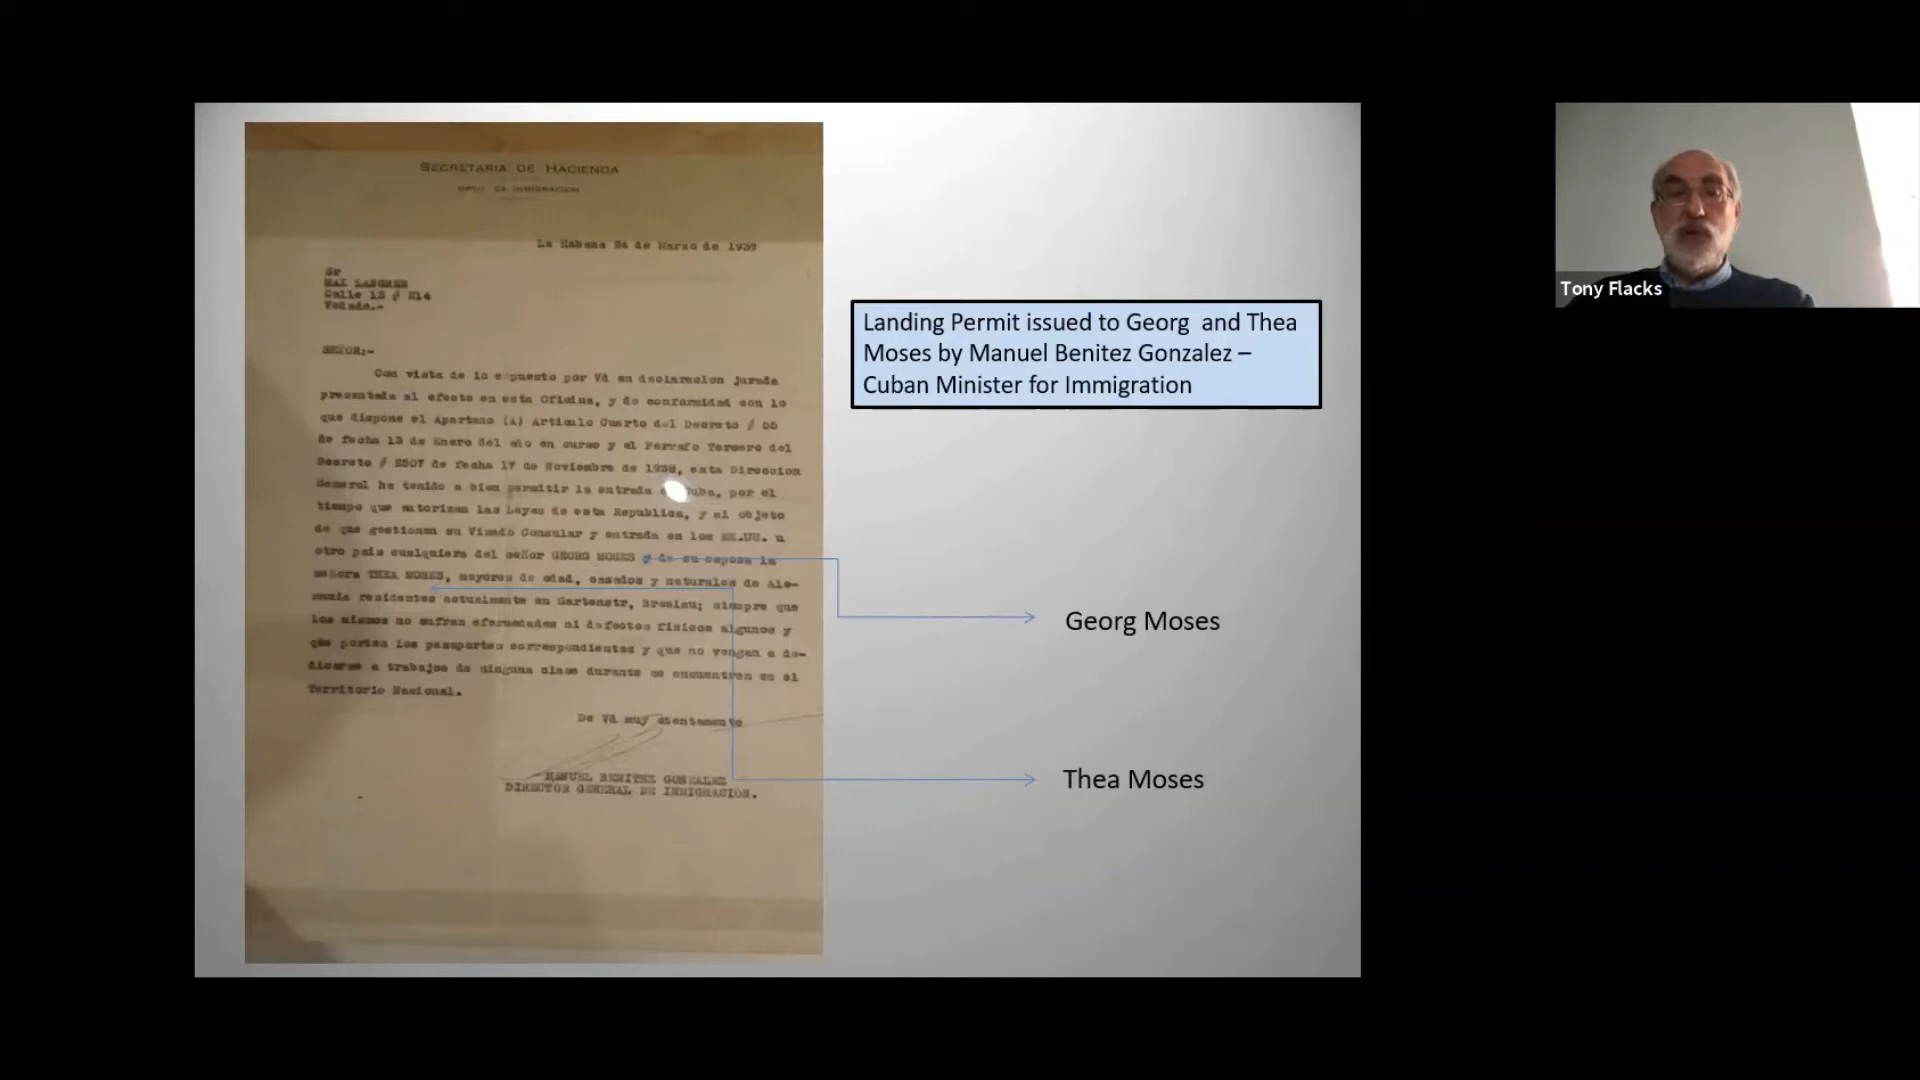 SECRETARIA DE HACIENDA
DPTO. DE INMIGRACION
La Habana 24 de Marzo de 1939
Sr
MAX
Calle 13 # 214
Vedado.-
SEÑOR:-
Con vista de lo expuesto por Vd en declaracion jurada
presentada al efecto en esta Oficina, y de conformidad con lo
que dispone el Apartado (A) Articulo Cuarto del Decreto # 55
de fecha 13 de Enero del año en curso y el Parrafo Tercero del
Decreto # 2507 de fecha 17 de Noviembre de 1938, esta Direccion
General ha tenido a bien permitir la entrada Cuba, por el
tiempo que autorizan las Leyes de esta Republica, y al objeto
de que gestionen su Visado Consular y entrada en los EE.UU. u
otro pais cualquiera del señor GEORG MOSES y de su esposa la
señora THEA MOSES, mayores de edad, casados y naturales de Ale-
mania residentes actualmente en Gartenstr, Breslau; siempre que
los mismos no sufran efermedades ni defectos fisicos algunos y
que porten los pasaportes correspondientes y que no vengan a de-
dicarse a trabajos de ninguna clase durante se encuentren en el
Territorio Nacional.
De Vd muy atentamente
MANUEL BENITEZ GONZALEZ
DIRECTOR GENERAL DE INMIGRACION.
Landing Permit issued to Georg and Thea
Moses by Manuel Benitez Gonzalez –
Cuban Minister for Immigration
Georg Moses
Thea Moses
Tony Flacks